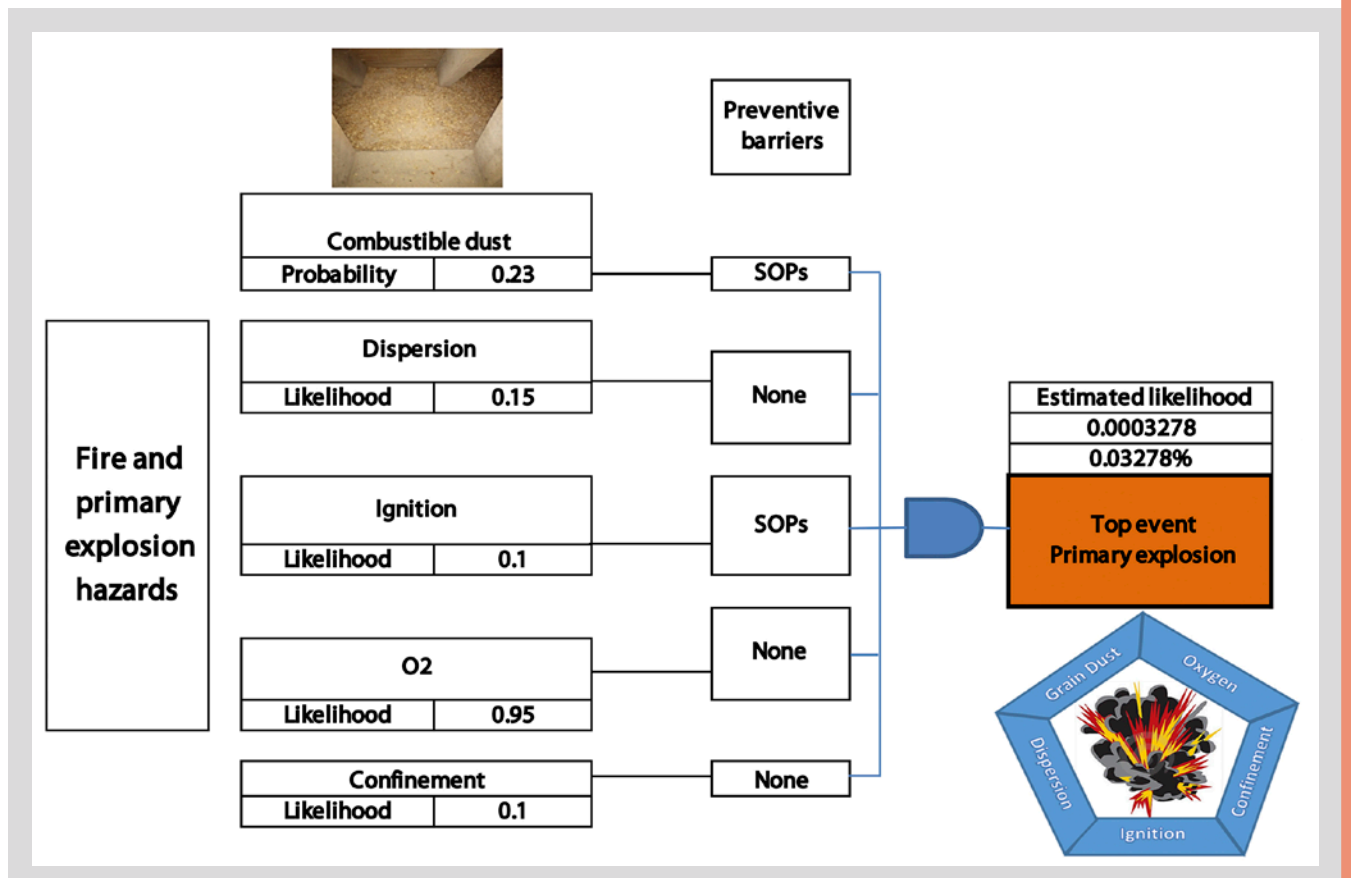 Preventive
barriers
Combustible dust
Probability 0.23
SOPs
Dispersion
Likelihood 0.15
None
Fire and
primary
explosion
hazards
Ignition
Likelihood 0.1
SOPs
O2
Likelihood 0.95
None
Confinement
Likelihood 0.1
None
Estimated likelihood
0.0003278
0.03278%
Top event
Primary explosion
Grain Dust
Oxygen
Dispersion
Confinement
Ignition